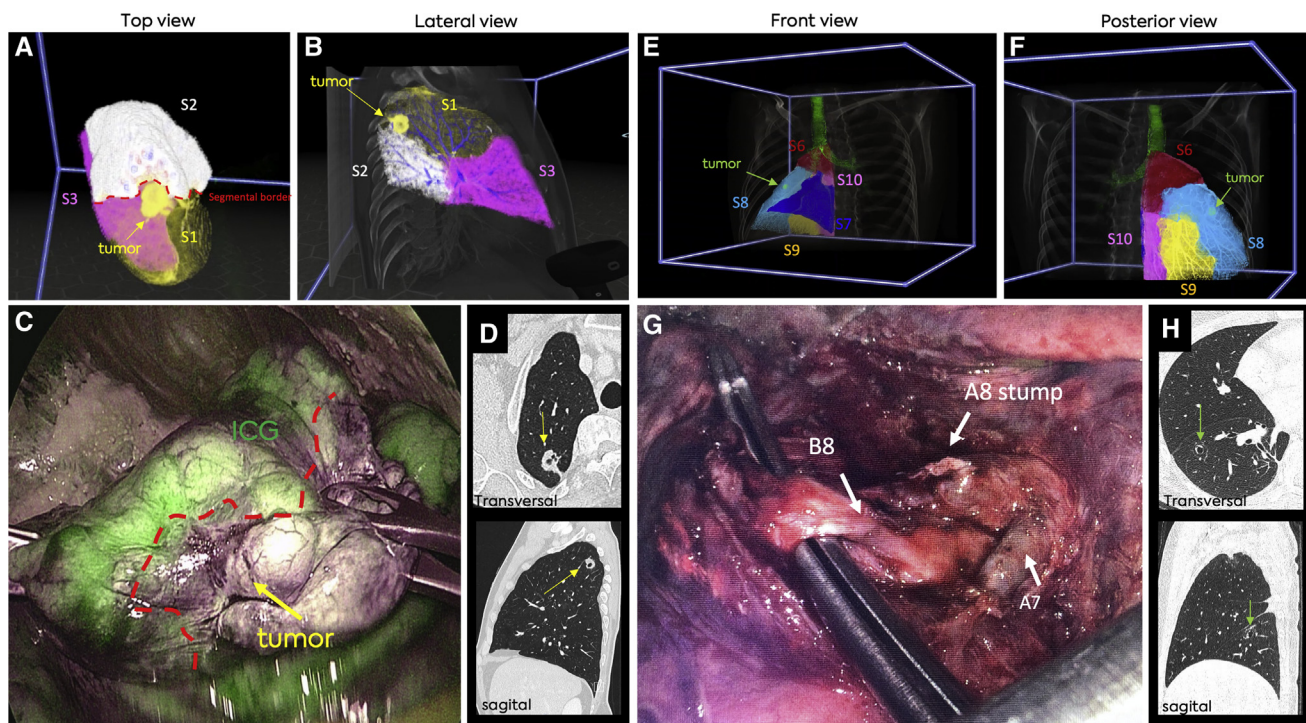 Top view
Lateral view
Front view
Posterior view
A
S2
S3
Segmental border
tumor
S1
B
tumor
S1
S2
S3
E
S6
tumor
S10
S8
S7
S9
F
S6
tumor
S10
S8
S9
C
ICG
tumor
D
Transversal
sagital
G
A8 stump
B8
A7
H
Transversal
sagital